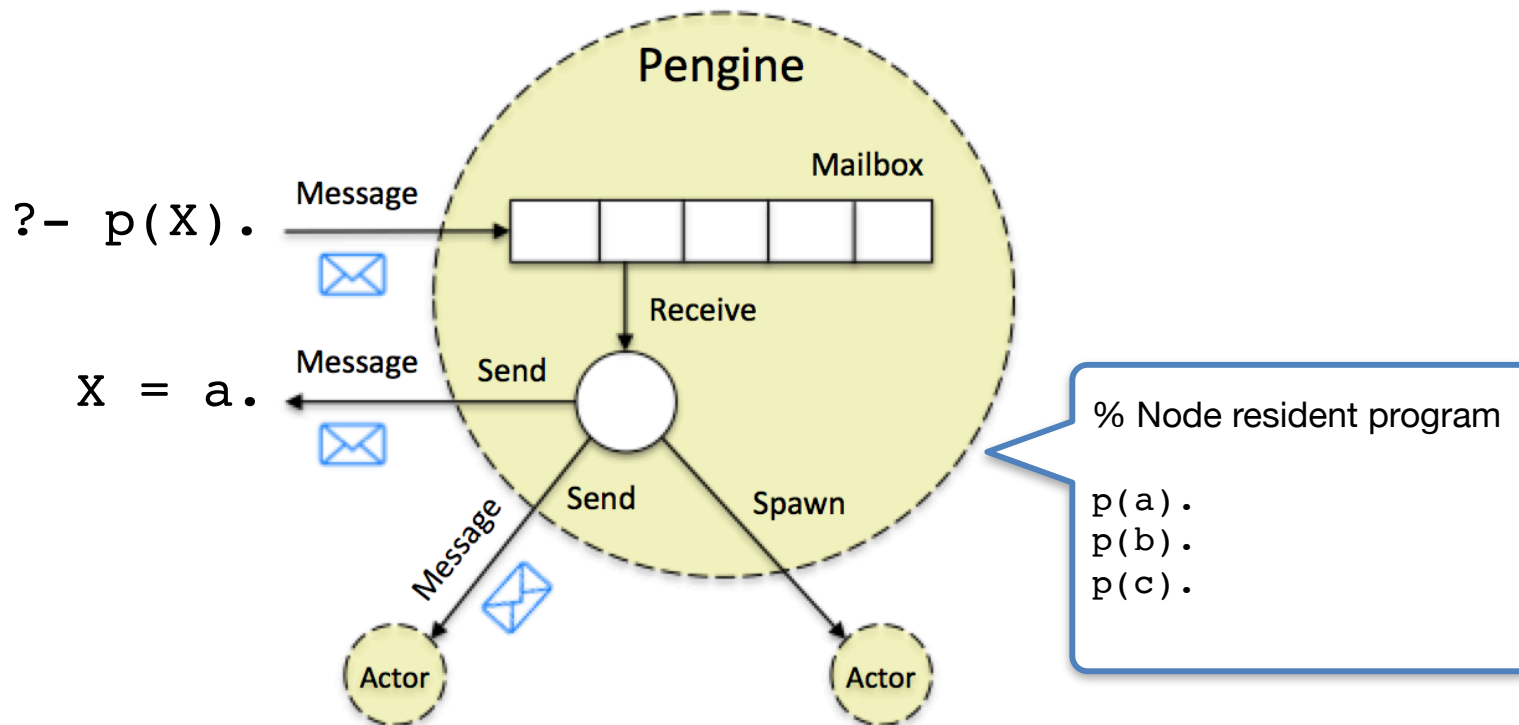 Pengine
Mailbox
Message
?- p(X).
Receive
Message
Send
X = a.
% Node resident program
Send
Spawn
Message
p(a).
p(b).
p(c).
Actor
Actor